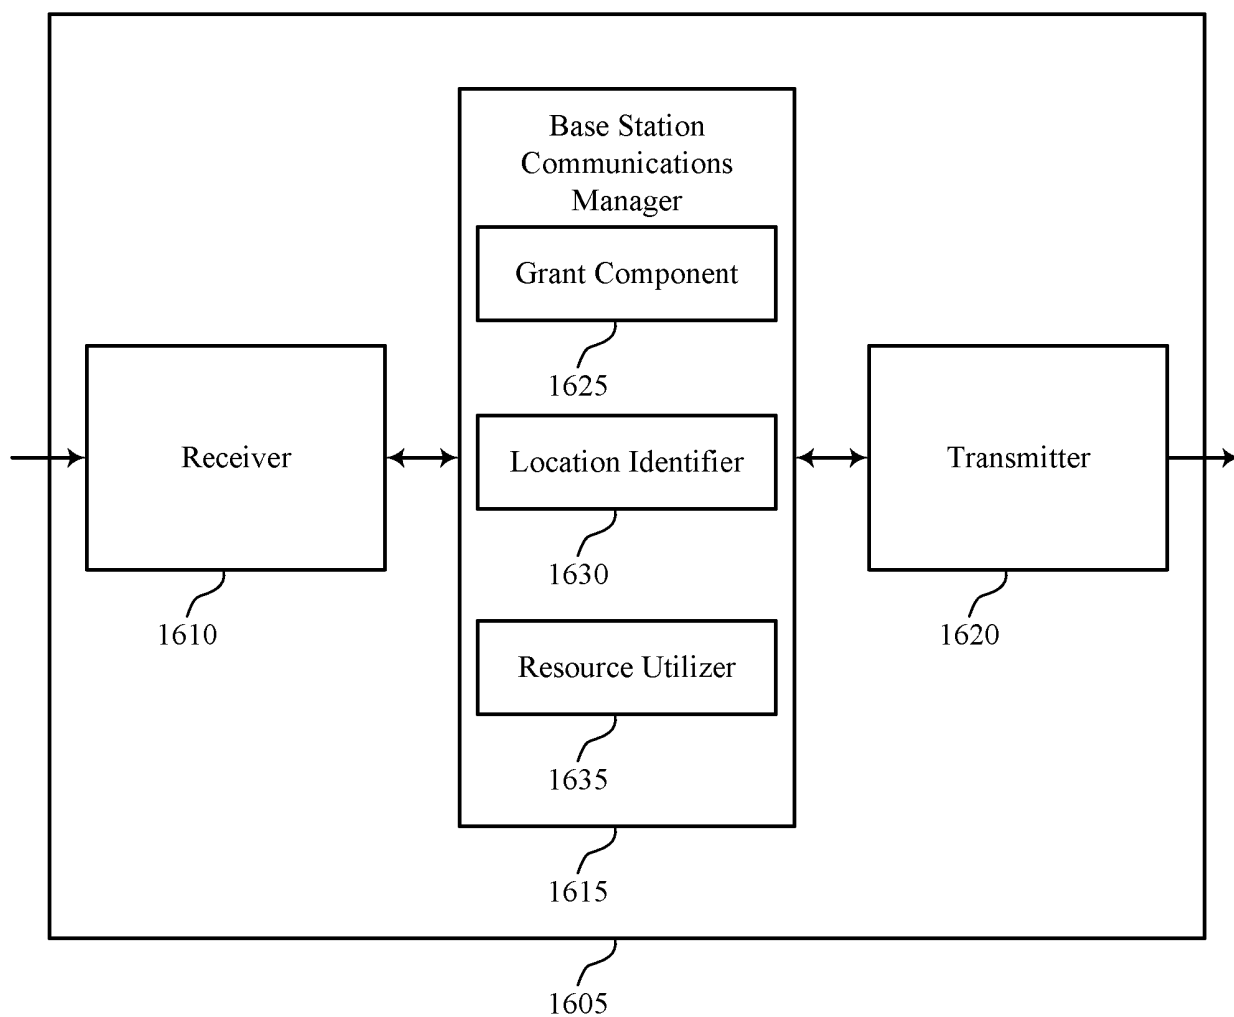 Base Station
Communications
Manager
Grant Component
1625
Receiver
1610
Location Identifier
1630
Transmitter
1620
Resource Utilizer
1635
1615
1605